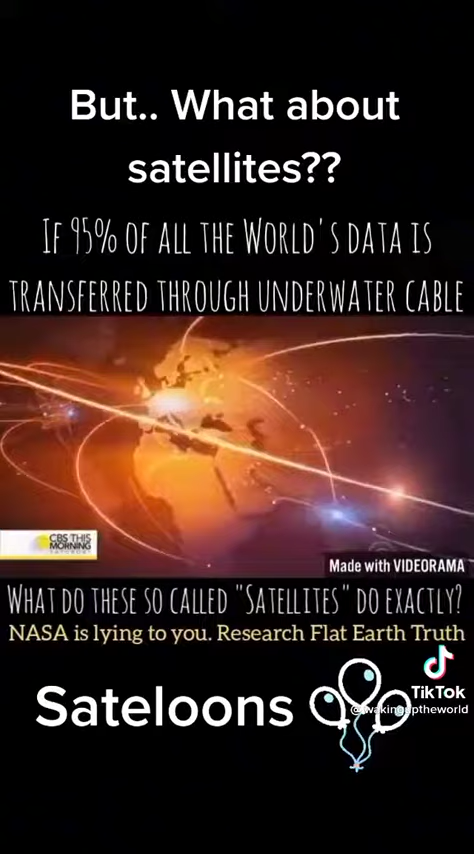 But.. What about
satellites??
IF 95% OF ALL THE WORLD'S DATA IS
TRANSFERRED THROUGH UNDERWATER CABLE
CBS THIS
MORNING
SATURDAY
Made with VIDEORAMA
WHAT DO THESE SO CALLED "SATELLITES" DO EXACTLY?
NASA is lying to you. Research Flat Earth Truth
TikTok
Sateloons